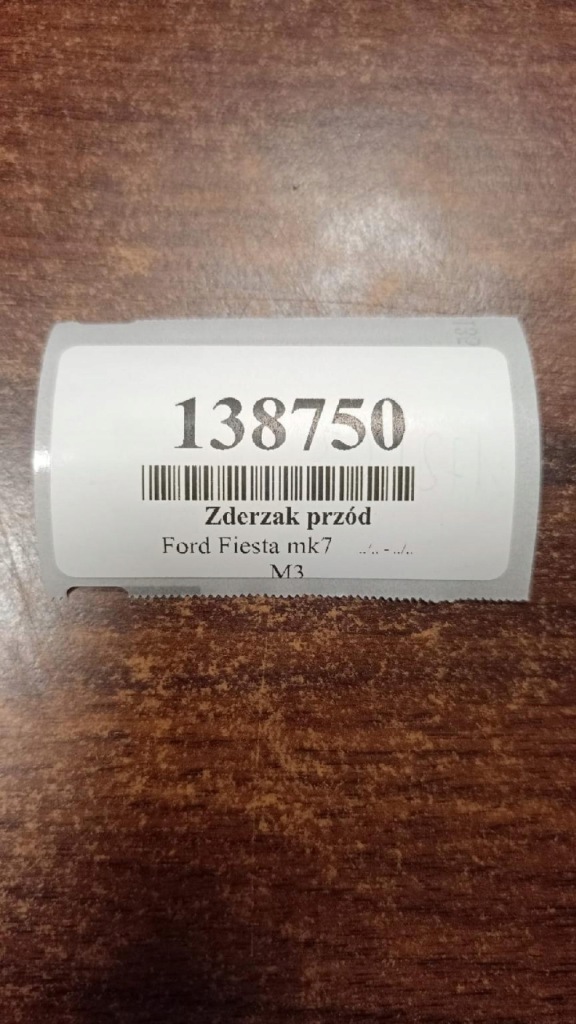 138750
Zderzak przód
Ford Fiesta mk7 ../.. - ../..
M3